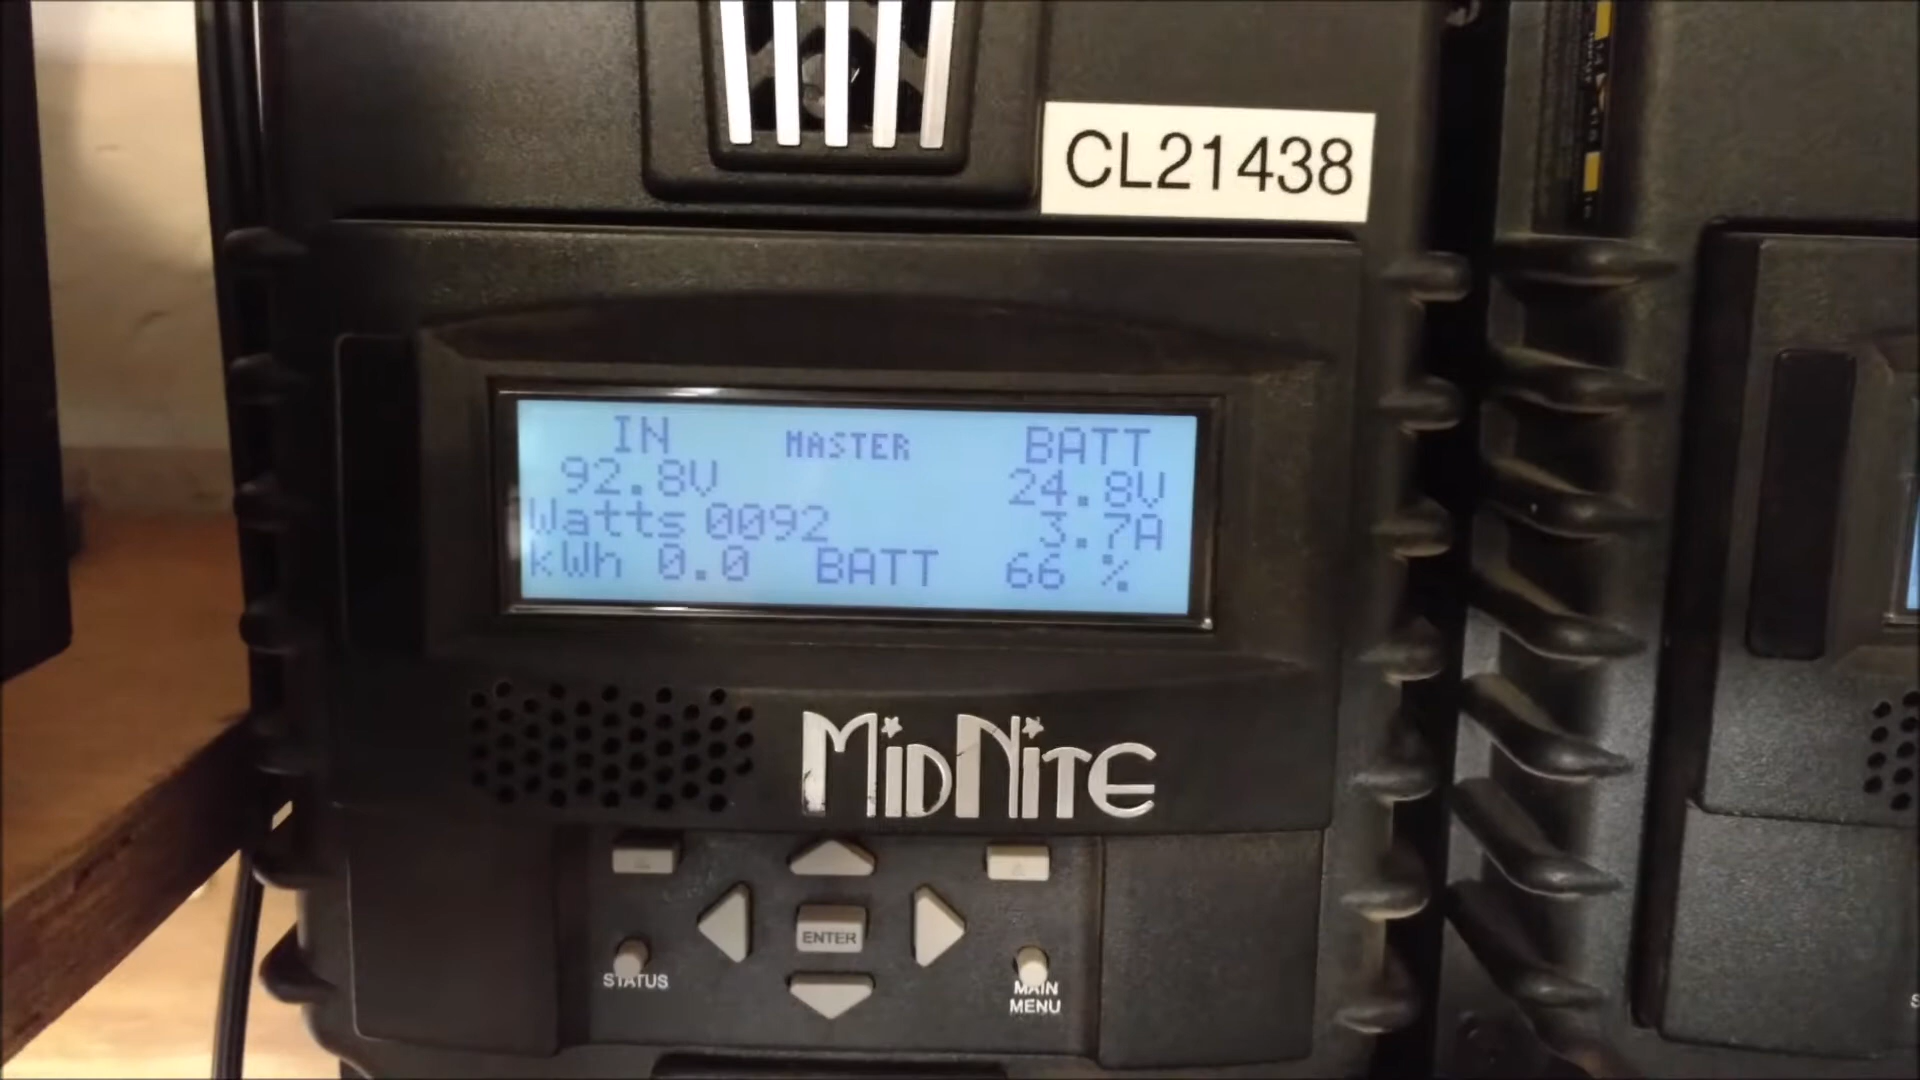 CL21438
IN MASTER BATT
92.8V 24.8V
Watts 0092 3.7A
kWh 0.0 BATT 66 %
MIDNITE
ENTER
STATUS
MAIN
MENU